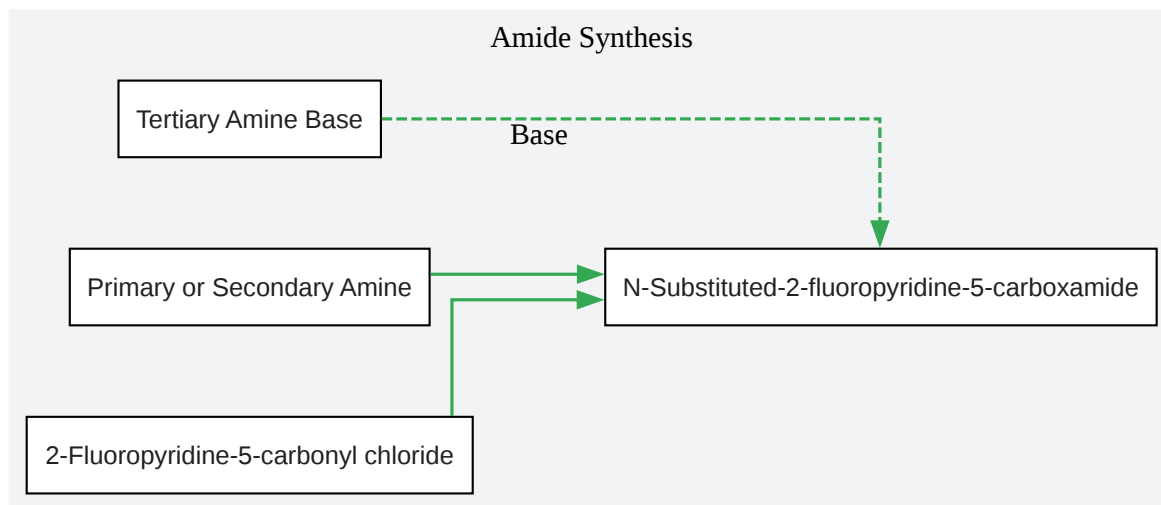 Amide Synthesis
Tertiary Amine Base
Base
Primary or Secondary Amine
N-Substituted-2-fluoropyridine-5-carboxamide
2-Fluoropyridine-5-carbonyl chloride